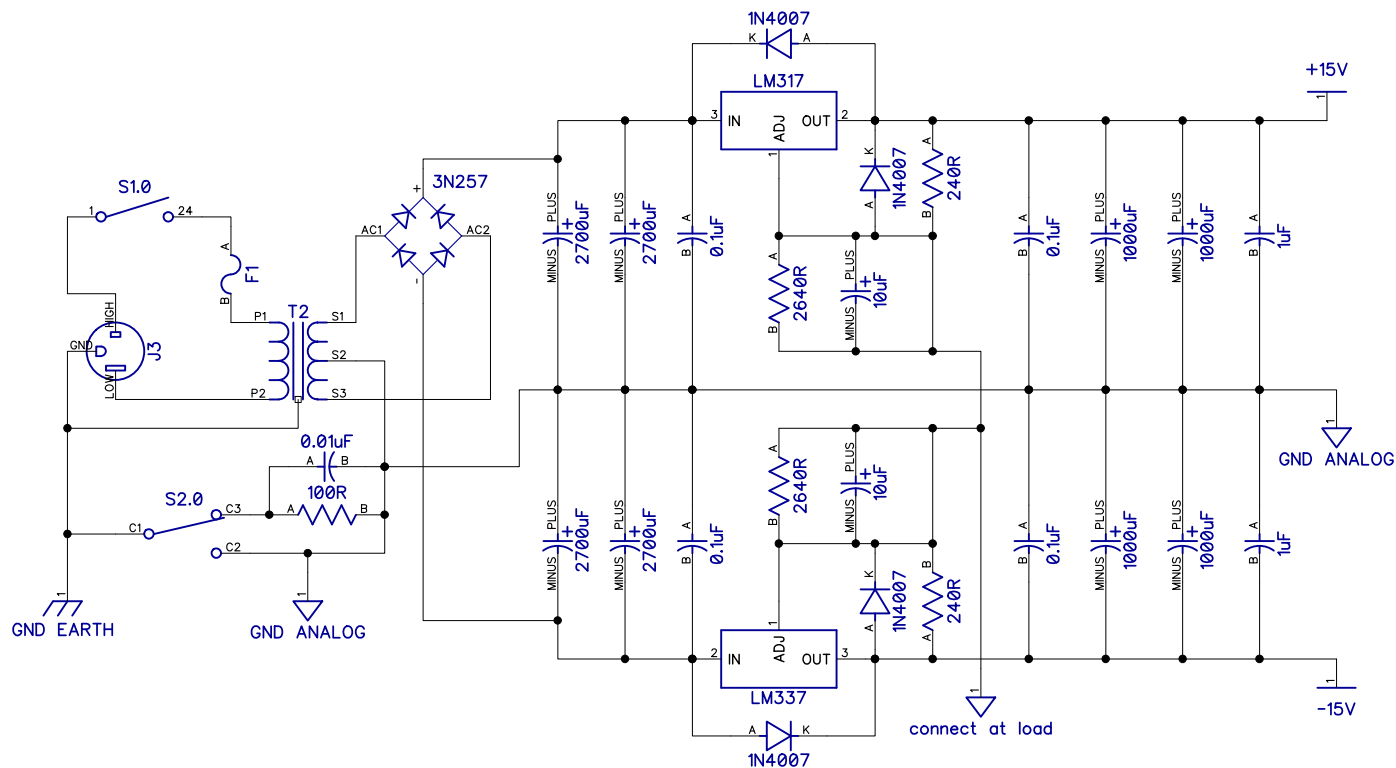 1N4007
K A
LM317
+15V
1
3 IN ADJ OUT 2
1
K
1N4007
A
A
240R
B
3N257
+
AC1 AC2
-
S1.0
1 24
A
F1
B
PLUS
+
2700uF
MINUS
PLUS
+
2700uF
MINUS
A
0.1uF
B
A
2640R
B
PLUS
+
10uF
MINUS
A
0.1uF
B
PLUS
+
1000uF
MINUS
PLUS
+
1000uF
MINUS
A
1uF
B
HIGH
GND
LOW
J3
T2
P1 S1
S2
P2 S3
1
GND ANALOG
0.01uF
A B
100R
A B
S2.0
C3
C1
C2
1
GND EARTH
1
GND ANALOG
A
2640R
B
PLUS
+
10uF
MINUS
PLUS
+
2700uF
MINUS
PLUS
+
2700uF
MINUS
A
0.1uF
B
K
1N4007
A
B
240R
A
A
0.1uF
B
PLUS
+
1000uF
MINUS
PLUS
+
1000uF
MINUS
A
1uF
B
1
2 IN ADJ OUT 3
LM337
A K
1N4007
1
connect at load
1
-15V